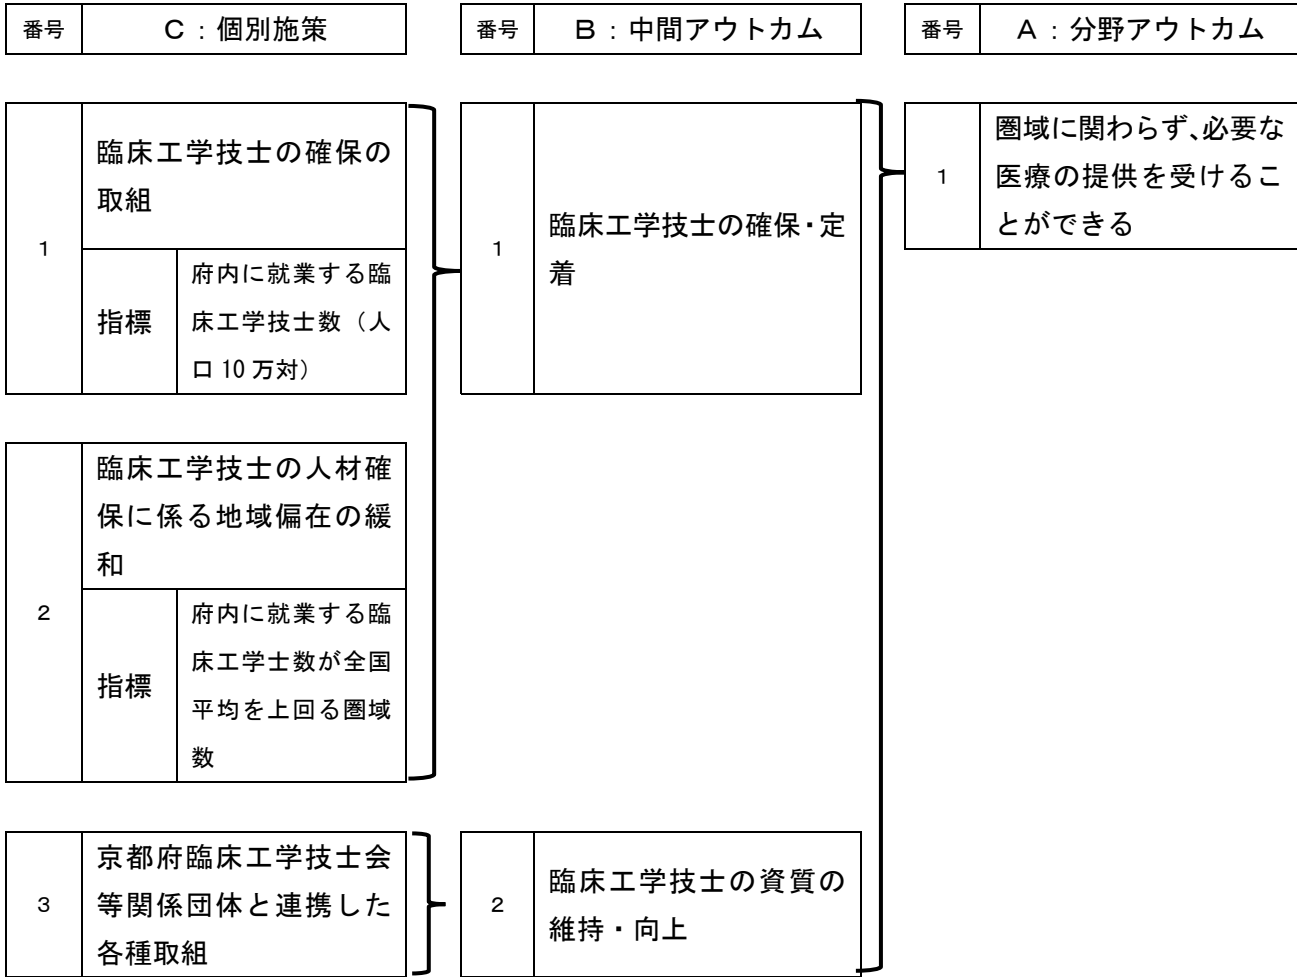 番号 C：個別施策 番号 B：中間アウトカム 番号 A：分野アウトカム
1
臨床工学技士の確保の
取組
指標
府内に就業する臨
床工学技士数（人
口 10 万対）
1
臨床工学技士の確保・定
着
1
圏域に関わらず、必要な
医療の提供を受けるこ
とができる
2
臨床工学技士の人材確
保に係る地域偏在の緩
和
指標
府内に就業する臨
床工学士数が全国
平均を上回る圏域
数
3
京都府臨床工学技士会
等関係団体と連携した
各種取組
2
臨床工学技士の資質の
維持・向上